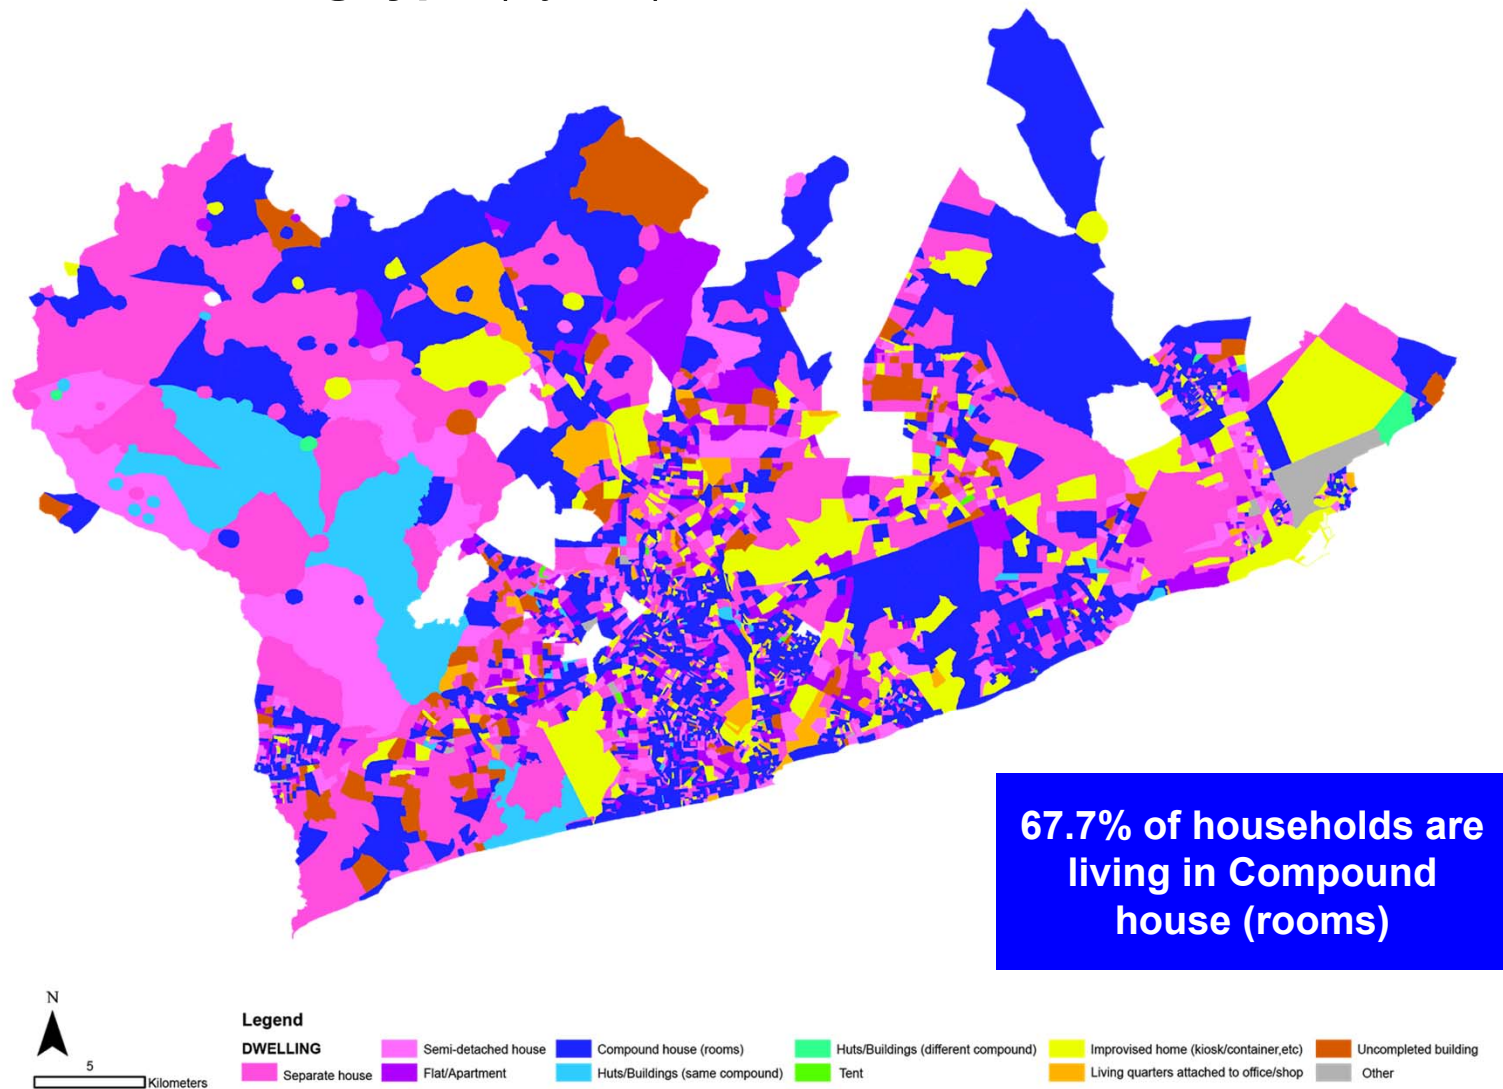 67.7% of households are
living in Compound
house (rooms)
N
5
Kilometers
Legend
DWELLING
Separate house
Semi-detached house
Flat/Apartment
Compound house (rooms)
Huts/Buildings (same compound)
Huts/Buildings (different compound)
Tent
Improvised home (kiosk/container,etc)
Living quarters attached to office/shop
Uncompleted building
Other